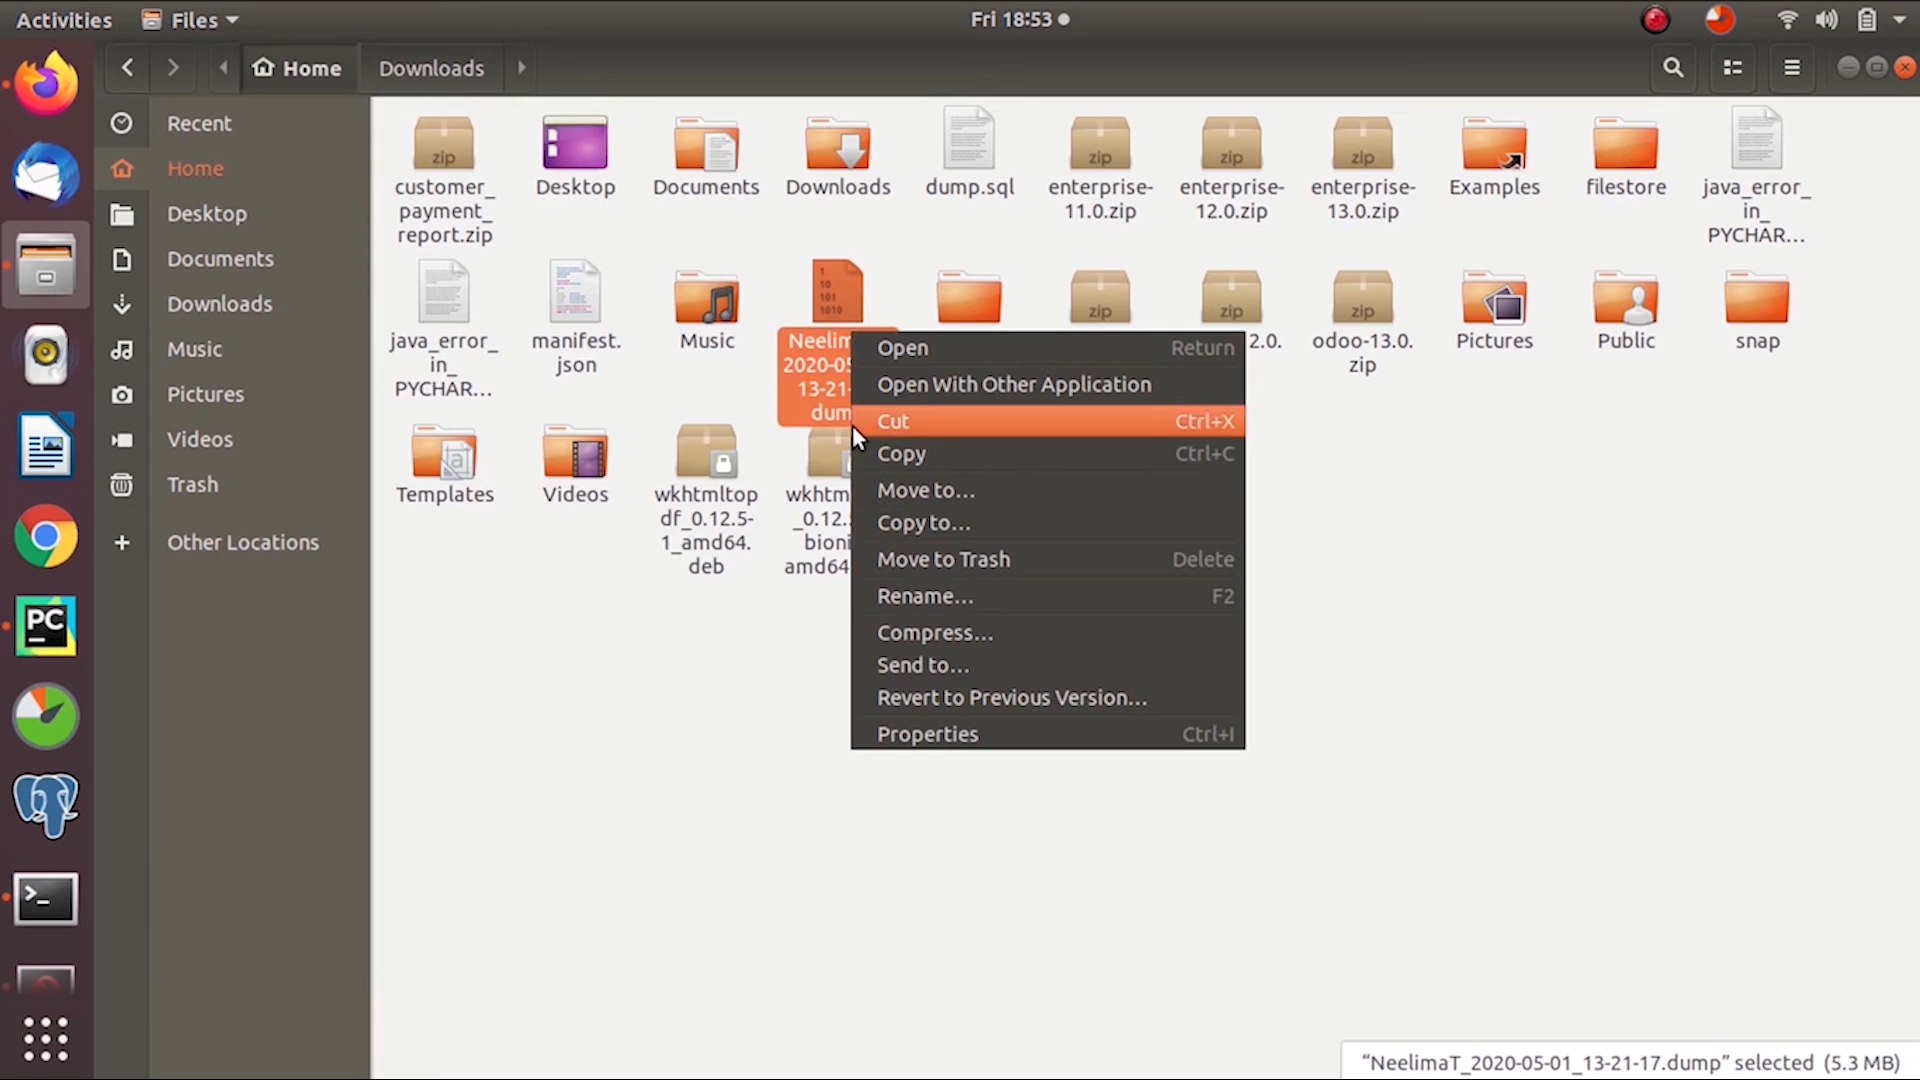 Activities
Files
Fri 18:53
Home
Downloads
Recent
Home
Desktop
Documents
Downloads
Music
Pictures
Videos
Trash
Other Locations
zip
customer_
payment_
report.zip
Desktop
Documents
Downloads
dump.sql
zip
enterprise-
11.0.zip
zip
enterprise-
12.0.zip
zip
enterprise-
13.0.zip
Examples
filestore
java_error_
in_
PYCHAR...
java_error_
in_
PYCHAR...
manifest.
json
Music
1
10
101
1010
Neelim
2020-05
13-21-
dum
zip
zip
2.0.
zip
odoo-13.0.
zip
Pictures
Public
snap
Templates
Videos
wkhtmltop
df_0.12.5-
1_amd64.
deb
wkhtm
_0.12.5
bioni
amd64
Open Return
Open With Other Application
Cut Ctrl+X
Copy Ctrl+C
Move to...
Copy to...
Move to Trash Delete
Rename... F2
Compress...
Send to...
Revert to Previous Version...
Properties Ctrl+I
PC
>_
“NeelimaT_2020-05-01_13-21-17.dump” selected (5.3 MB)